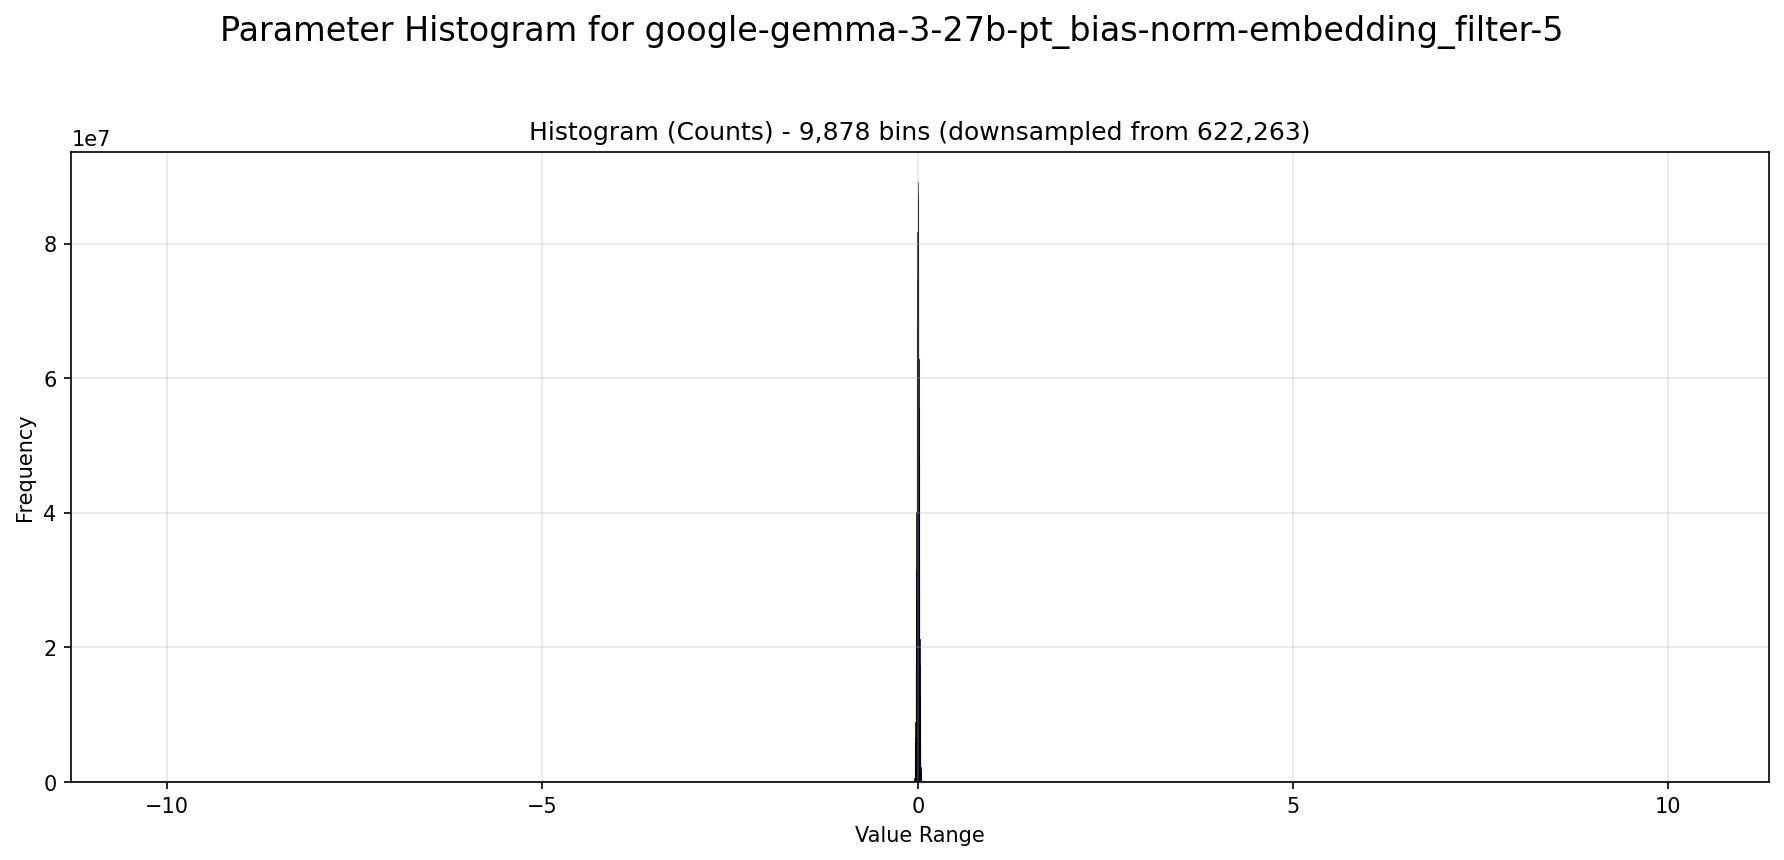 Parameter Histogram for google-gemma-3-27b-pt_bias-norm-embedding_filter-5
Histogram (Counts) - 9,878 bins (downsampled from 622,263)
1e7
8
6
4
2
0
Frequency
−10
−5
0
5
10
Value Range